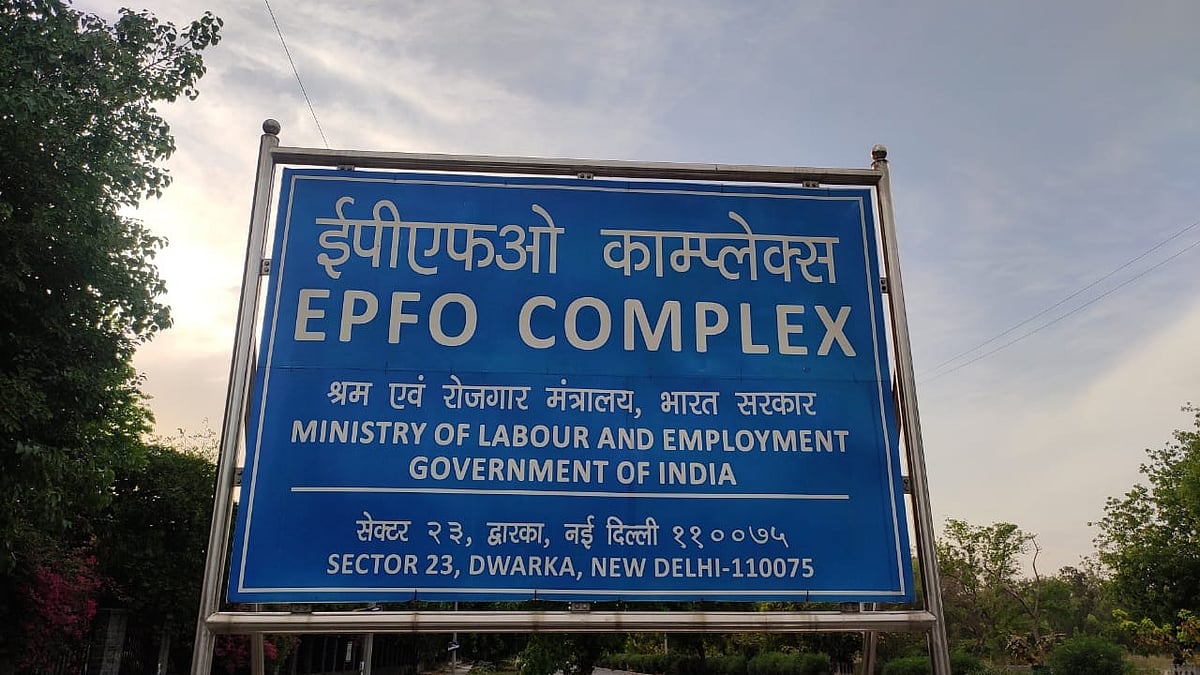 ईपीएफओ काम्प्लेक्स
EPFO COMPLEX
श्रम एवं रोजगार मंत्रालय, भारत सरकार
MINISTRY OF LABOUR AND EMPLOYMENT
GOVERNMENT OF INDIA
सेक्टर २३, द्वारका, नई दिल्ली ११००७५
SECTOR 23, DWARKA, NEW DELHI-110075